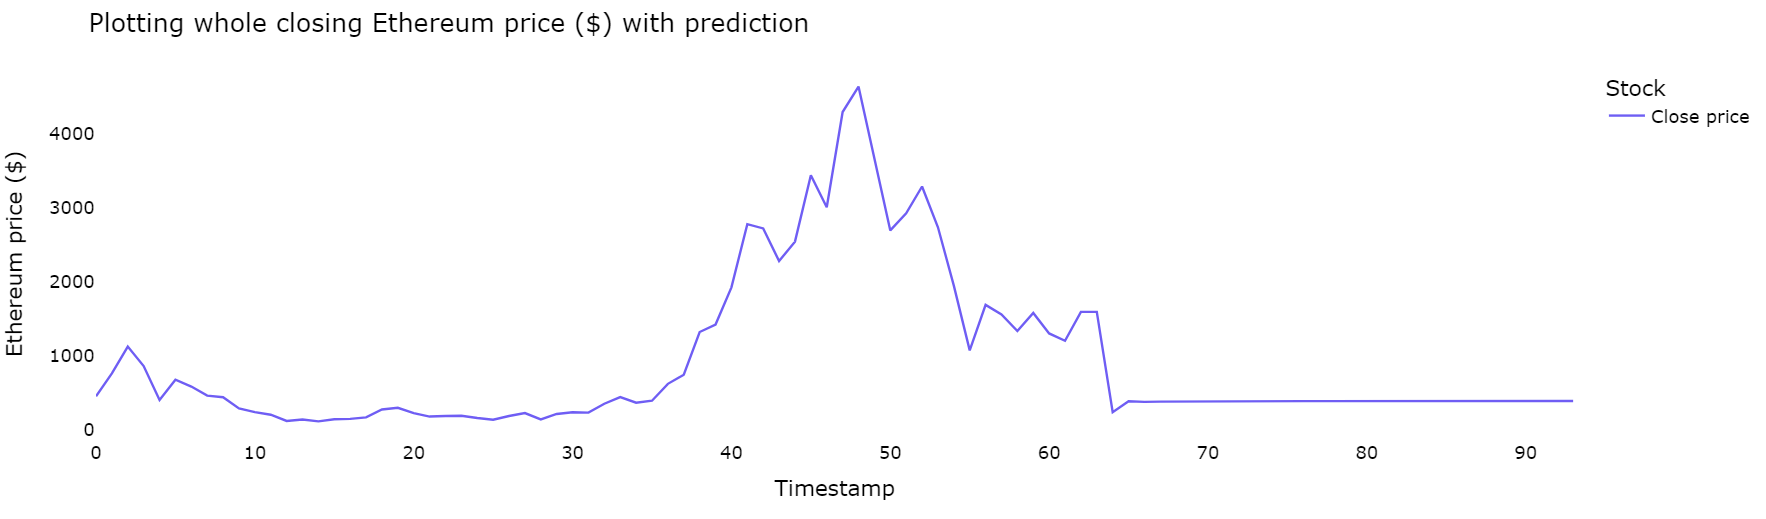 Plotting whole closing Ethereum price ($) with prediction
Stock
Close price
Ethereum price ($)
4000
3000
2000
1000
0
0 10 20 30 40 50 60 70 80 90
Timestamp